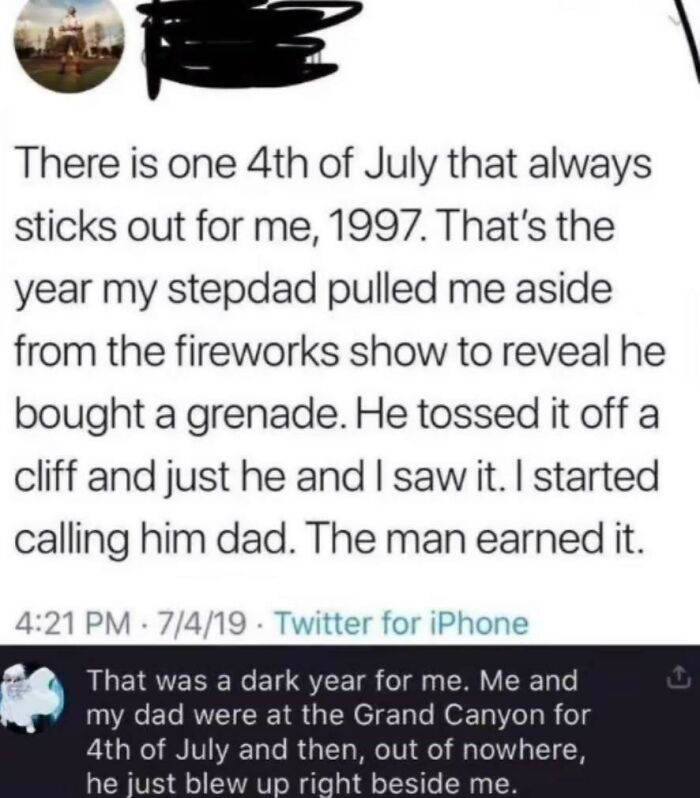 There is one 4th of July that always
sticks out for me, 1997. That's the
year my stepdad pulled me aside
from the fireworks show to reveal he
bought a grenade. He tossed it off a
cliff and just he and I saw it. I started
calling him dad. The man earned it.
4:21 PM · 7/4/19 · Twitter for iPhone
That was a dark year for me. Me and
my dad were at the Grand Canyon for
4th of July and then, out of nowhere,
he just blew up right beside me.